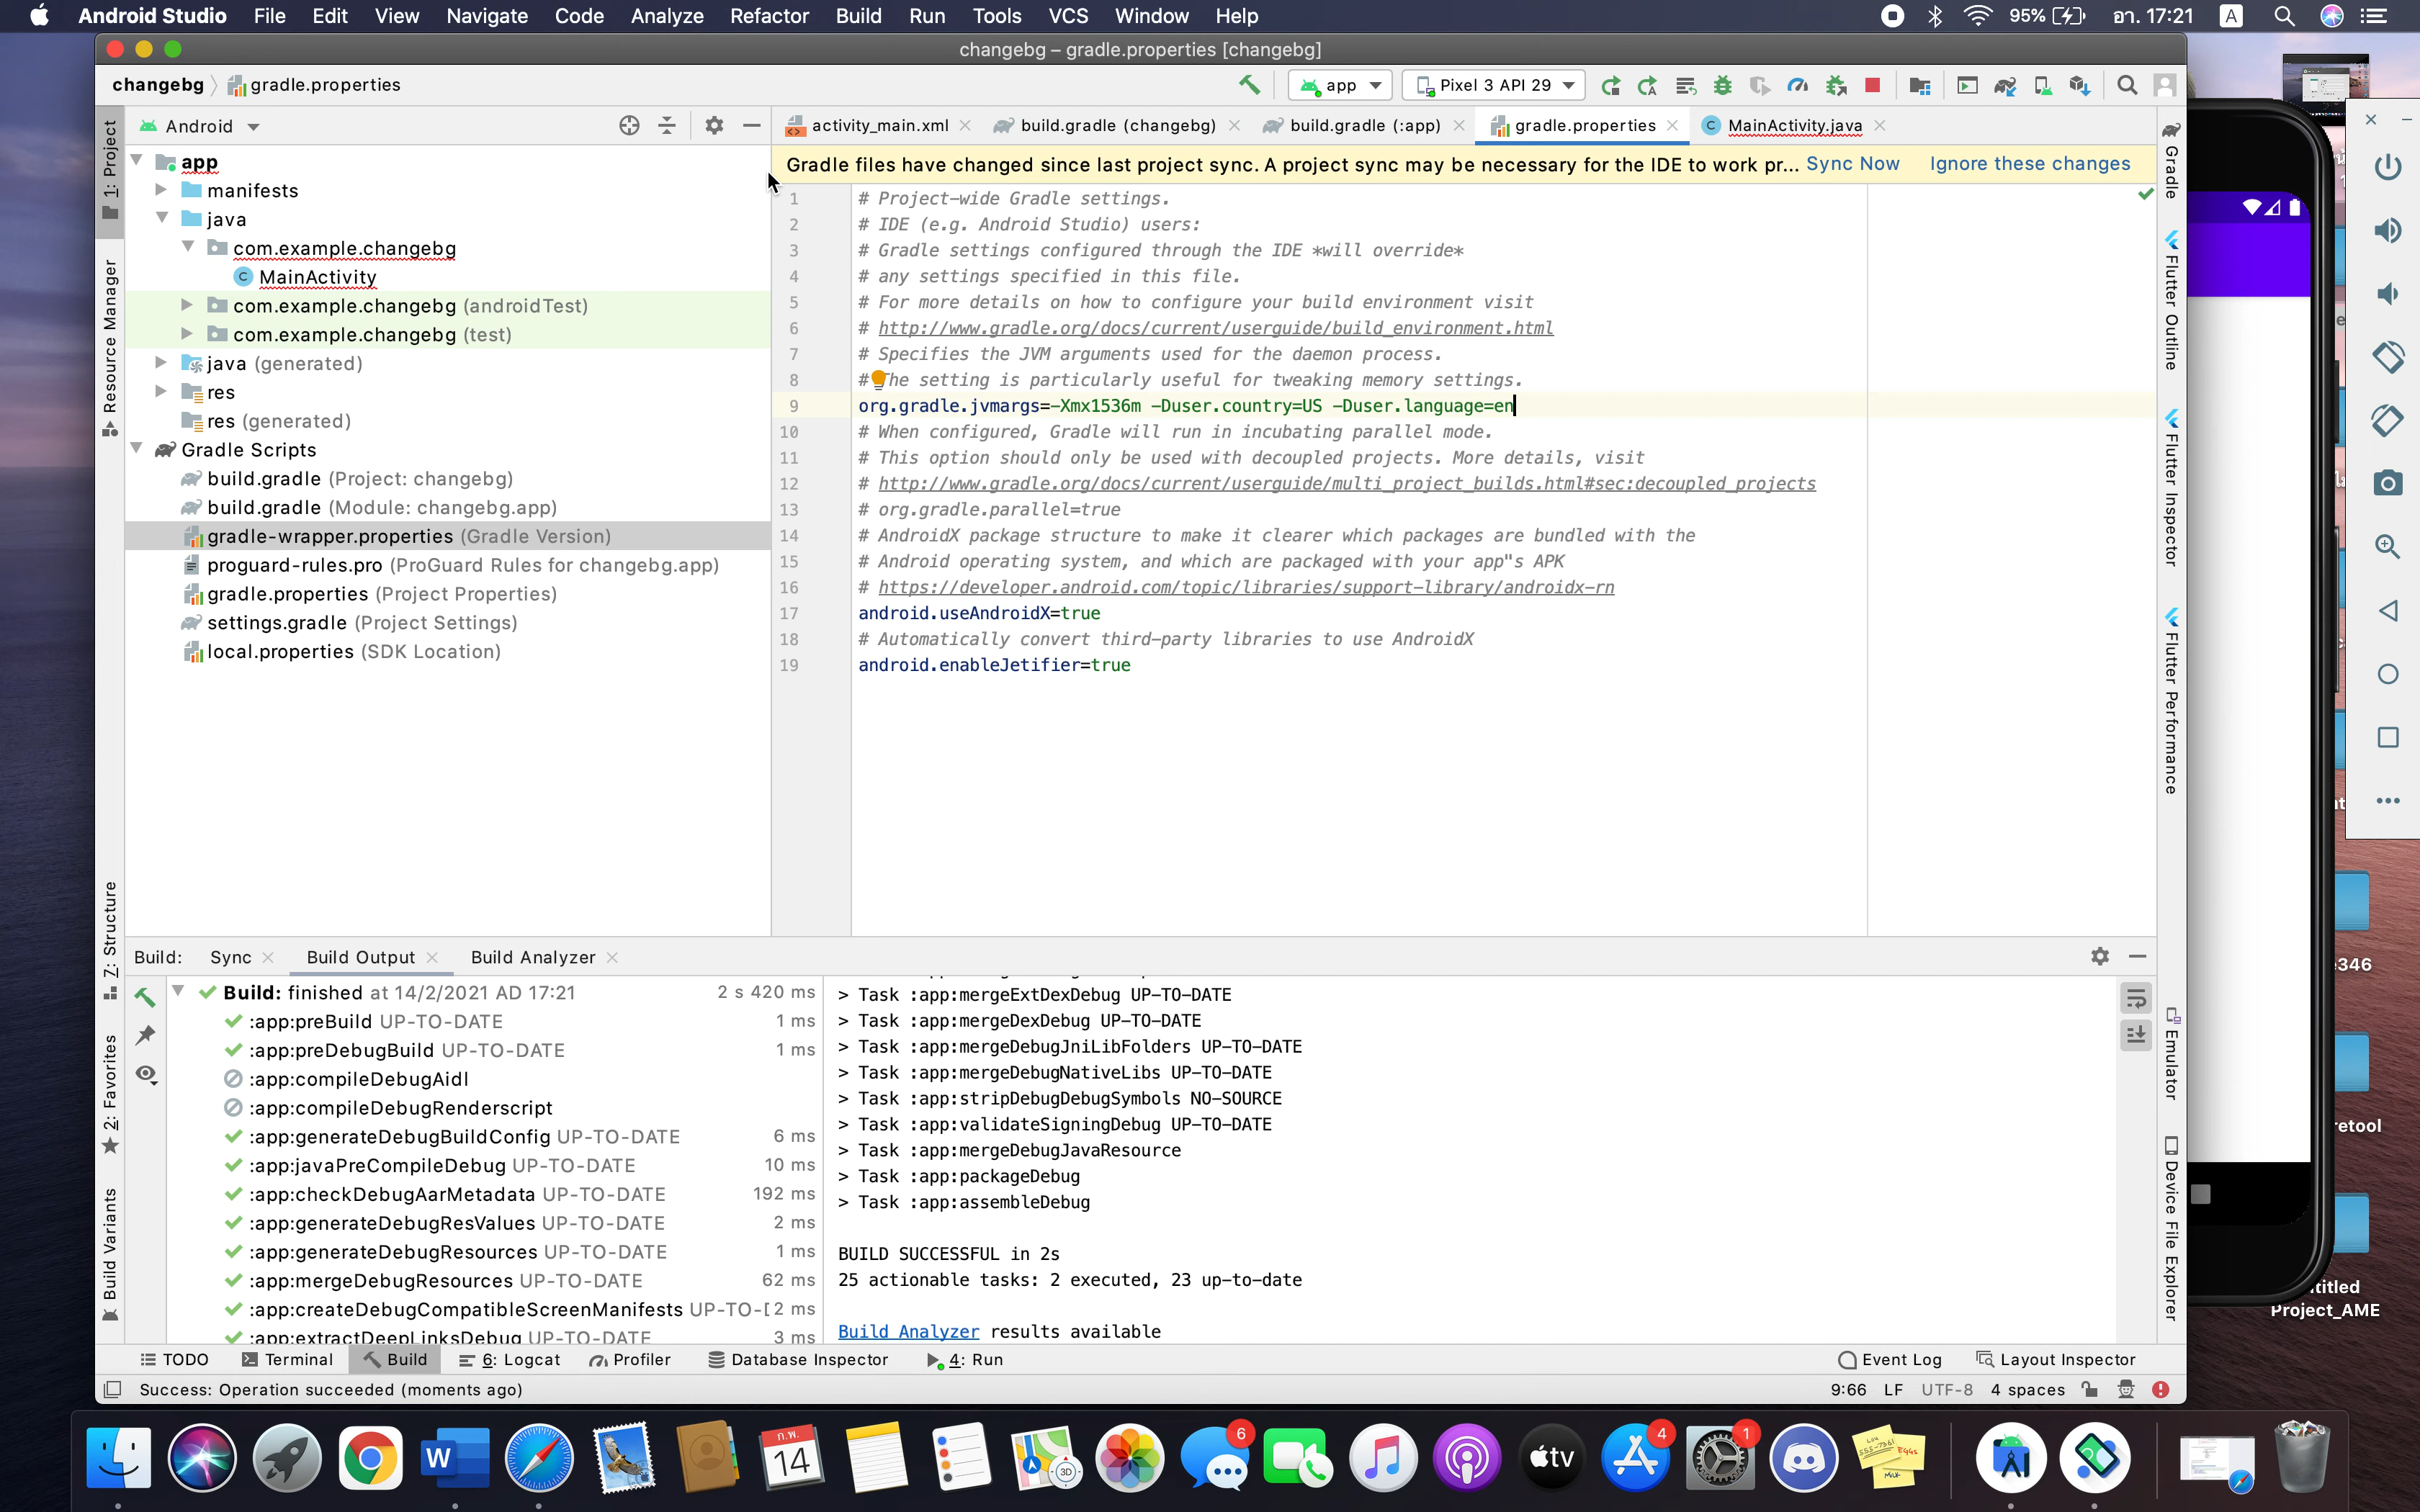 Android Studio File Edit View Navigate Code Analyze Refactor Build Run Tools VCS Window Help 95% อา. 17:21 A
changebg – gradle.properties [changebg]
changebg gradle.properties app Pixel 3 API 29
Android
activity_main.xml build.gradle (changebg) build.gradle (:app) gradle.properties MainActivity.java
Gradle files have changed since last project sync. A project sync may be necessary for the IDE to work pr... Sync Now Ignore these changes
1: Project
Resource Manager
7: Structure
2: Favorites
Build Variants
app
manifests
java
com.example.changebg
MainActivity
com.example.changebg (androidTest)
com.example.changebg (test)
java (generated)
res
res (generated)
Gradle Scripts
build.gradle (Project: changebg)
build.gradle (Module: changebg.app)
gradle-wrapper.properties (Gradle Version)
proguard-rules.pro (ProGuard Rules for changebg.app)
gradle.properties (Project Properties)
settings.gradle (Project Settings)
local.properties (SDK Location)
1 # Project-wide Gradle settings.
2 # IDE (e.g. Android Studio) users:
3 # Gradle settings configured through the IDE *will override*
4 # any settings specified in this file.
5 # For more details on how to configure your build environment visit
6 # http://www.gradle.org/docs/current/userguide/build_environment.html
7 # Specifies the JVM arguments used for the daemon process.
8 # The setting is particularly useful for tweaking memory settings.
9 org.gradle.jvmargs=-Xmx1536m -Duser.country=US -Duser.language=en
10 # When configured, Gradle will run in incubating parallel mode.
11 # This option should only be used with decoupled projects. More details, visit
12 # http://www.gradle.org/docs/current/userguide/multi_project_builds.html#sec:decoupled_projects
13 # org.gradle.parallel=true
14 # AndroidX package structure to make it clearer which packages are bundled with the
15 # Android operating system, and which are packaged with your app"s APK
16 # https://developer.android.com/topic/libraries/support-library/androidx-rn
17 android.useAndroidX=true
18 # Automatically convert third-party libraries to use AndroidX
19 android.enableJetifier=true
Gradle
Flutter Outline
Flutter Inspector
Flutter Performance
Emulator
Device File Explorer
Build: Sync Build Output Build Analyzer
Build: finished at 14/2/2021 AD 17:21 2 s 420 ms
:app:preBuild UP-TO-DATE 1 ms
:app:preDebugBuild UP-TO-DATE 1 ms
:app:compileDebugAidl
:app:compileDebugRenderscript
:app:generateDebugBuildConfig UP-TO-DATE 6 ms
:app:javaPreCompileDebug UP-TO-DATE 10 ms
:app:checkDebugAarMetadata UP-TO-DATE 192 ms
:app:generateDebugResValues UP-TO-DATE 2 ms
:app:generateDebugResources UP-TO-DATE 1 ms
:app:mergeDebugResources UP-TO-DATE 62 ms
:app:createDebugCompatibleScreenManifests UP-TO-[ 2 ms
:app:extractDeepLinksDebug UP-TO-DATE 3 ms
> Task :app:mergeExtDexDebug UP-TO-DATE
> Task :app:mergeDexDebug UP-TO-DATE
> Task :app:mergeDebugJniLibFolders UP-TO-DATE
> Task :app:mergeDebugNativeLibs UP-TO-DATE
> Task :app:stripDebugDebugSymbols NO-SOURCE
> Task :app:validateSigningDebug UP-TO-DATE
> Task :app:mergeDebugJavaResource
> Task :app:packageDebug
> Task :app:assembleDebug
BUILD SUCCESSFUL in 2s
25 actionable tasks: 2 executed, 23 up-to-date
Build Analyzer results available
TODO Terminal Build 6: Logcat Profiler Database Inspector 4: Run Event Log Layout Inspector
Success: Operation succeeded (moments ago) 9:66 LF UTF-8 4 spaces
346
retool
titled
Project_AME
W
ก.พ.
14
3D
6
tv
4
1